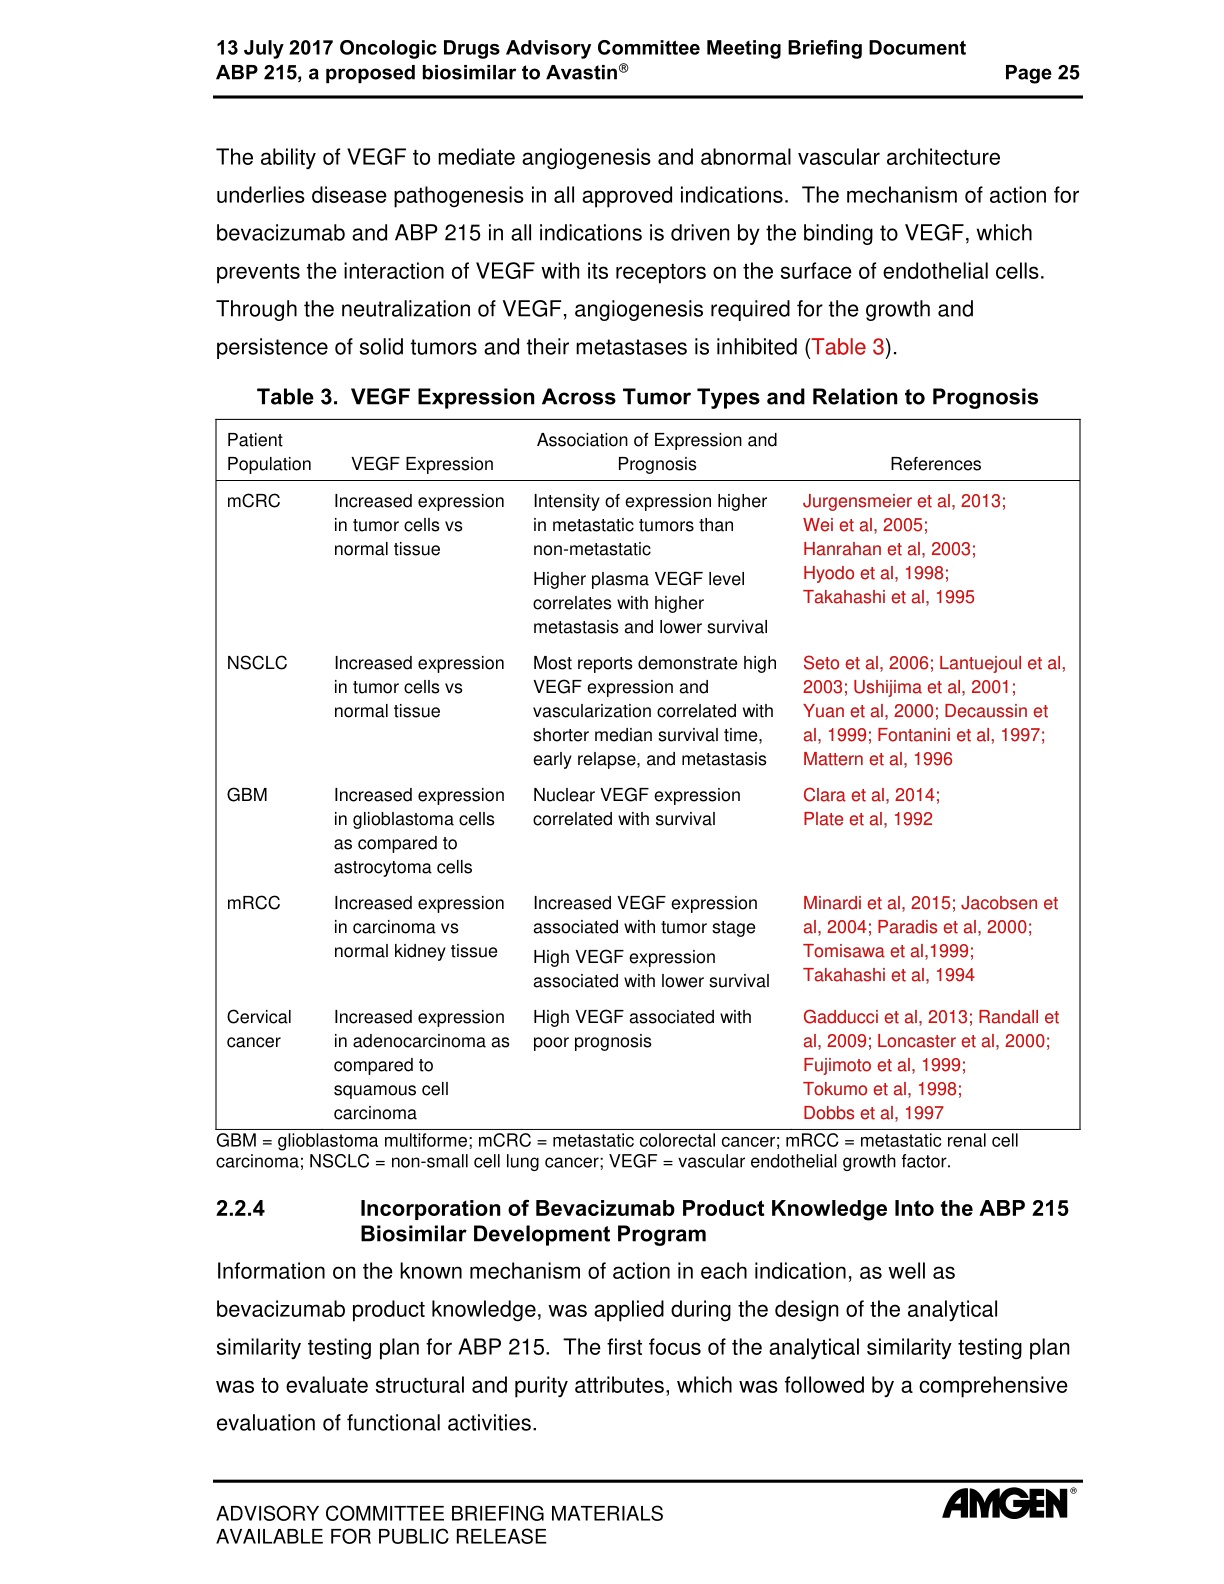 13 July 2017 Oncologic Drugs Advisory Committee Meeting Briefing Document
ABP 215, a proposed biosimilar to Avastin® Page 25
The ability of VEGF to mediate angiogenesis and abnormal vascular architecture
underlies disease pathogenesis in all approved indications. The mechanism of action for
bevacizumab and ABP 215 in all indications is driven by the binding to VEGF, which
prevents the interaction of VEGF with its receptors on the surface of endothelial cells.
Through the neutralization of VEGF, angiogenesis required for the growth and
persistence of solid tumors and their metastases is inhibited (Table 3).
Table 3. VEGF Expression Across Tumor Types and Relation to Prognosis
Patient
Population
VEGF Expression
Association of Expression and
Prognosis
References
mCRC
Increased expression
in tumor cells vs
normal tissue
Intensity of expression higher
in metastatic tumors than
non-metastatic
Higher plasma VEGF level
correlates with higher
metastasis and lower survival
Jurgensmeier et al, 2013;
Wei et al, 2005;
Hanrahan et al, 2003;
Hyodo et al, 1998;
Takahashi et al, 1995
NSCLC
Increased expression
in tumor cells vs
normal tissue
Most reports demonstrate high
VEGF expression and
vascularization correlated with
shorter median survival time,
early relapse, and metastasis
Seto et al, 2006; Lantuejoul et al,
2003; Ushijima et al, 2001;
Yuan et al, 2000; Decaussin et
al, 1999; Fontanini et al, 1997;
Mattern et al, 1996
GBM
Increased expression
in glioblastoma cells
as compared to
astrocytoma cells
Nuclear VEGF expression
correlated with survival
Clara et al, 2014;
Plate et al, 1992
mRCC
Increased expression
in carcinoma vs
normal kidney tissue
Increased VEGF expression
associated with tumor stage
High VEGF expression
associated with lower survival
Minardi et al, 2015; Jacobsen et
al, 2004; Paradis et al, 2000;
Tomisawa et al,1999;
Takahashi et al, 1994
Cervical
cancer
Increased expression
in adenocarcinoma as
compared to
squamous cell
carcinoma
High VEGF associated with
poor prognosis
Gadducci et al, 2013; Randall et
al, 2009; Loncaster et al, 2000;
Fujimoto et al, 1999;
Tokumo et al, 1998;
Dobbs et al, 1997
GBM = glioblastoma multiforme; mCRC = metastatic colorectal cancer; mRCC = metastatic renal cell
carcinoma; NSCLC = non-small cell lung cancer; VEGF = vascular endothelial growth factor.
2.2.4 Incorporation of Bevacizumab Product Knowledge Into the ABP 215
Biosimilar Development Program
Information on the known mechanism of action in each indication, as well as
bevacizumab product knowledge, was applied during the design of the analytical
similarity testing plan for ABP 215. The first focus of the analytical similarity testing plan
was to evaluate structural and purity attributes, which was followed by a comprehensive
evaluation of functional activities.
ADVISORY COMMITTEE BRIEFING MATERIALS
AVAILABLE FOR PUBLIC RELEASE
AMGEN®